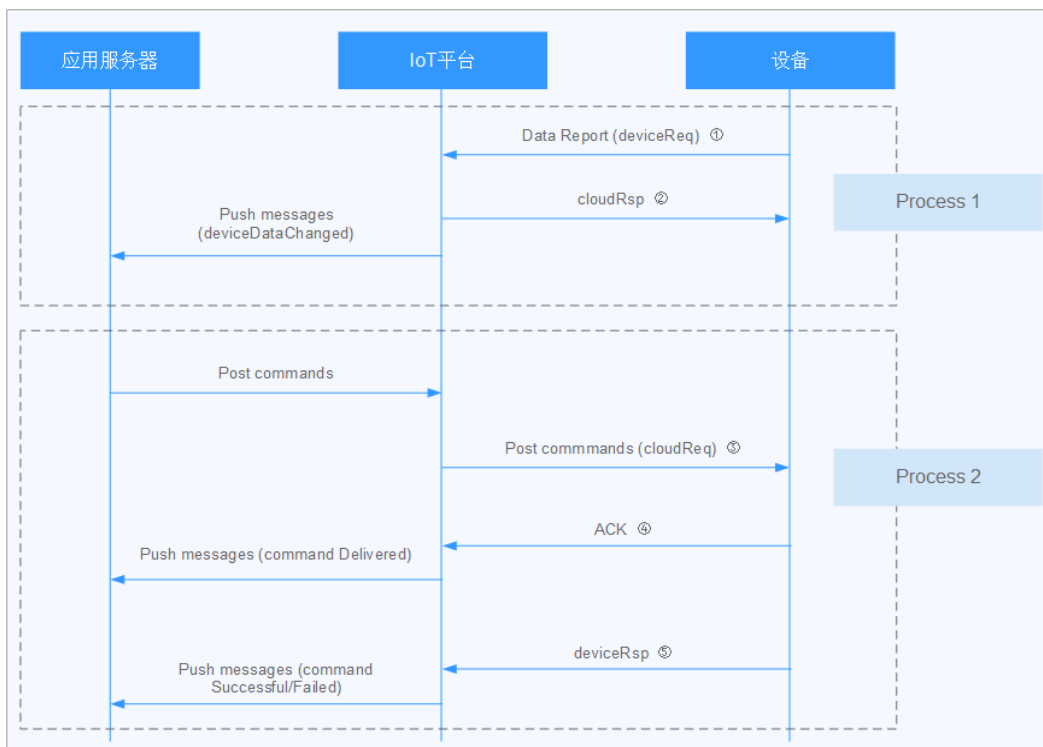 应用服务器
IoT平台
设备
Data Report (deviceReq) ①
cloudRsp ②
Push messages
(deviceDataChanged)
Process 1
Post commands
Post commmands (cloudReq) ③
Process 2
ACK ④
Push messages (command Delivered)
deviceRsp ⑤
Push messages (command
Successful/Failed)